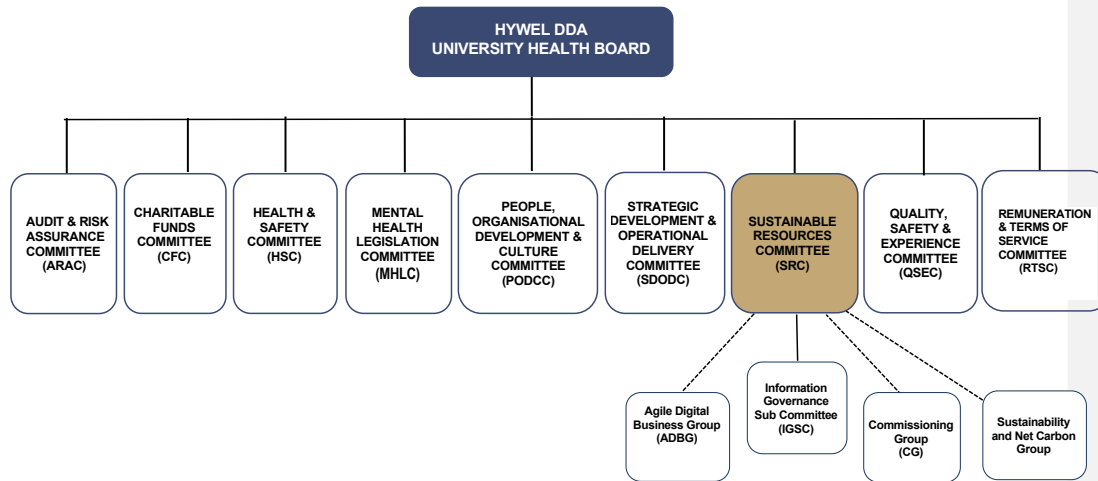 HYWEL DDA
UNIVERSITY HEALTH BOARD
AUDIT & RISK
ASSURANCE
COMMITTEE
(ARAC)
CHARITABLE
FUNDS
COMMITTEE
(CFC)
HEALTH &
SAFETY
COMMITTEE
(HSC)
MENTAL
HEALTH
LEGISLATION
COMMITTEE
(MHLC)
PEOPLE,
ORGANISATIONAL
DEVELOPMENT &
CULTURE
COMMITTEE
(PODCC)
STRATEGIC
DEVELOPMENT &
OPERATIONAL
DELIVERY
COMMITTEE
(SDODC)
SUSTAINABLE
RESOURCES
COMMITTEE
(SRC)
QUALITY,
SAFETY &
EXPERIENCE
COMMITTEE
(QSEC)
REMUNERATION
& TERMS OF
SERVICE
COMMITTEE
(RTSC)
Agile Digital
Business Group
(ADBG)
Information
Governance
Sub Committee
(IGSC)
Commissioning
Group
(CG)
Sustainability
and Net Carbon
Group